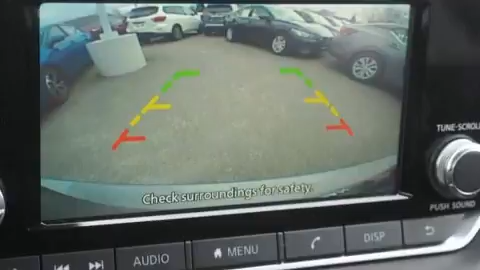 Check surroundings for safety.
TUNE-SCROLL
PUSH SOUND
AUDIO
MENU
DISP